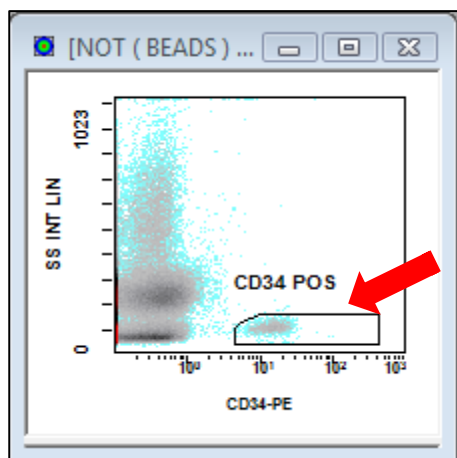 [NOT ( BEADS ) ...
1023
SS INT LIN
0
CD34 POS
10⁰ 10¹ 10² 10³
CD34-PE